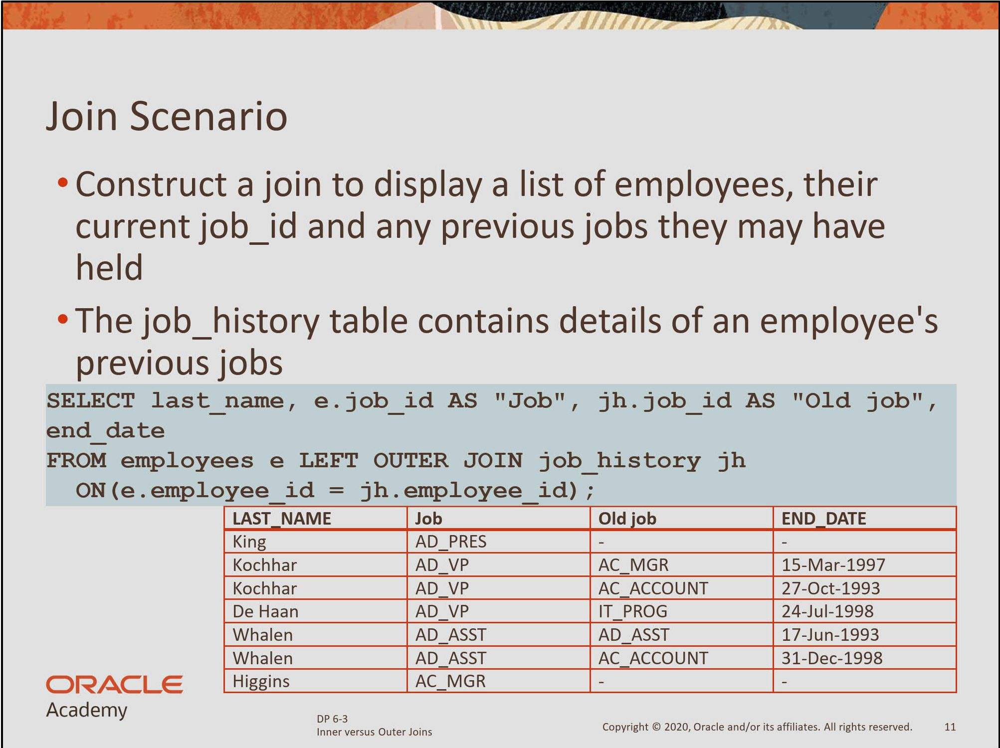 Join Scenario
• Construct a join to display a list of employees, their
current job_id and any previous jobs they may have
held
• The job_history table contains details of an employee's
previous jobs
SELECT last_name, e.job_id AS "Job", jh.job_id AS "Old job",
end_date
FROM employees e LEFT OUTER JOIN job_history jh
ON(e.employee_id = jh.employee_id);
LAST_NAME Job Old job END_DATE
King AD_PRES - -
Kochhar AD_VP AC_MGR 15-Mar-1997
Kochhar AD_VP AC_ACCOUNT 27-Oct-1993
De Haan AD_VP IT_PROG 24-Jul-1998
Whalen AD_ASST AD_ASST 17-Jun-1993
Whalen AD_ASST AC_ACCOUNT 31-Dec-1998
Higgins AC_MGR - -
ORACLE
Academy
DP 6-3
Inner versus Outer Joins
Copyright © 2020, Oracle and/or its affiliates. All rights reserved.
11